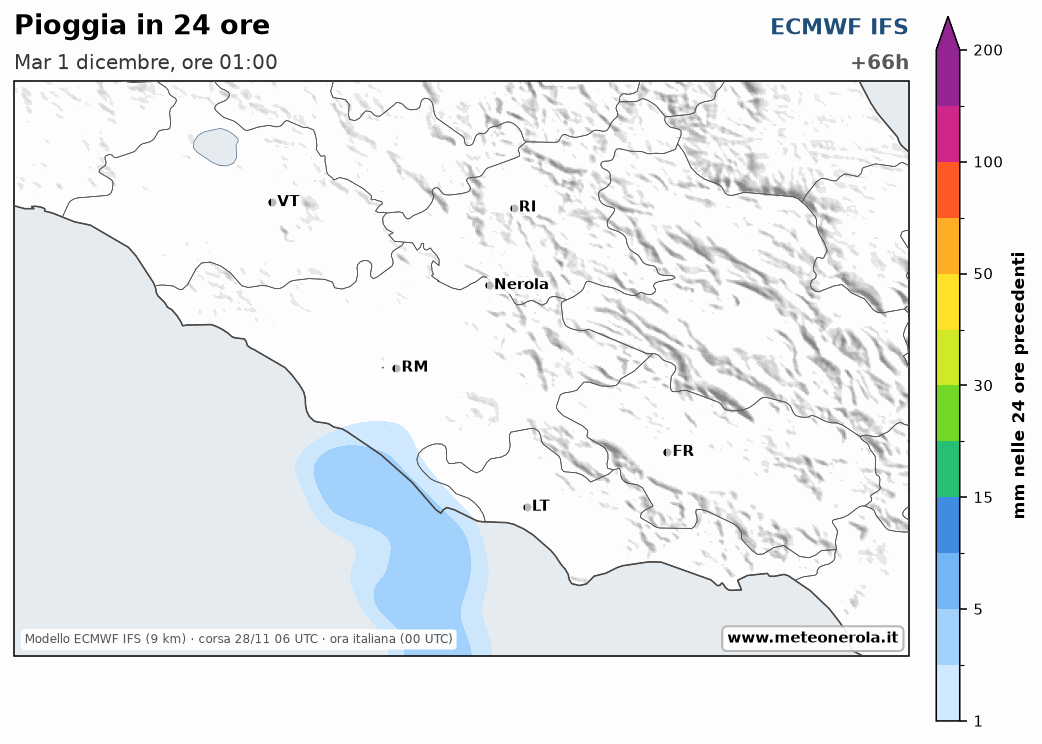 Pioggia in 24 ore
ECMWF IFS
Mar 1 dicembre, ore 01:00
+66h
VT
RI
Nerola
RM
FR
LT
Modello ECMWF IFS (9 km) · corsa 28/11 06 UTC · ora italiana (00 UTC)
www.meteonerola.it
200
100
50
30
15
5
1
mm nelle 24 ore precedenti